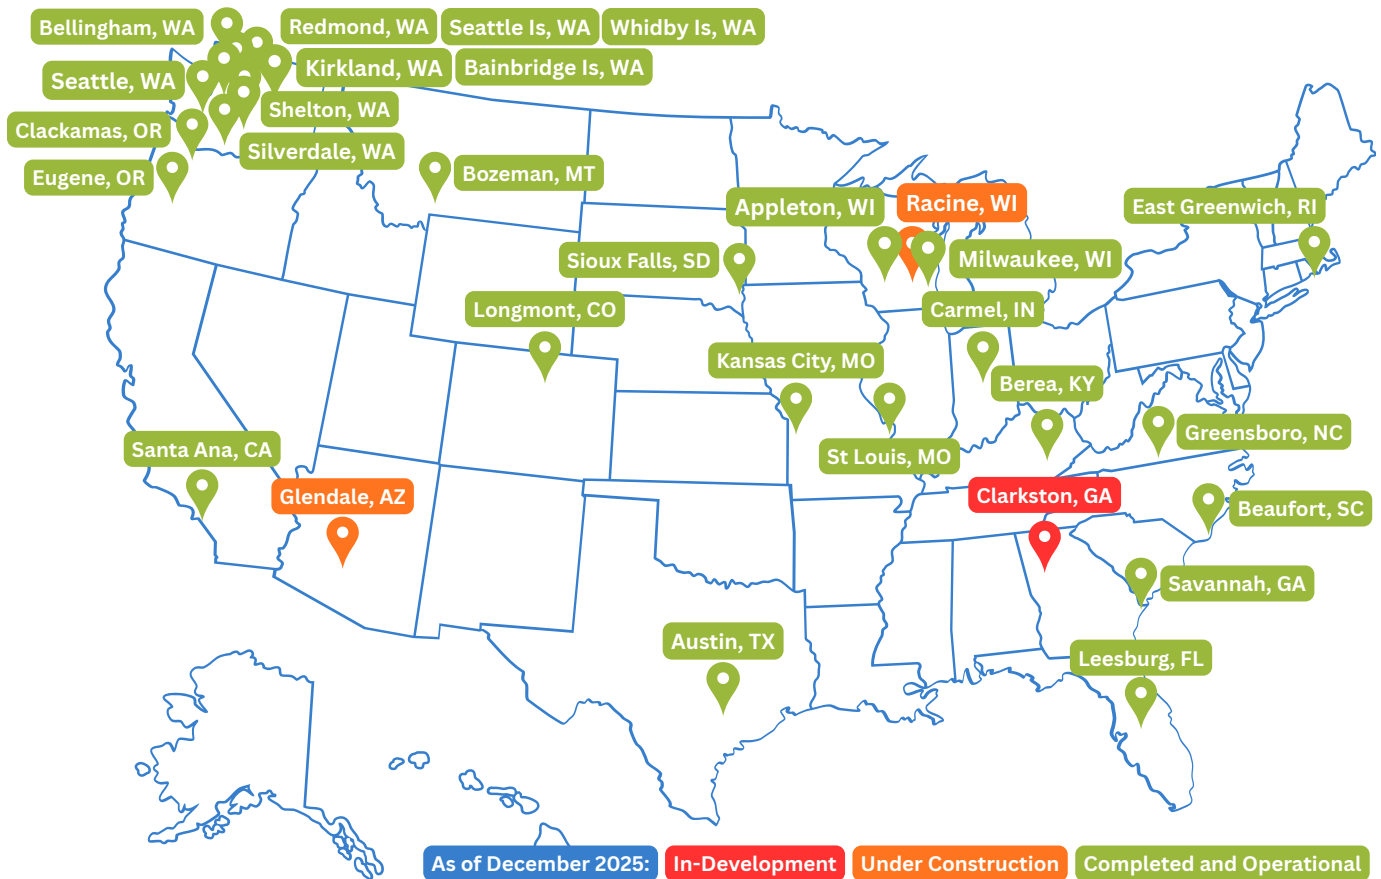 Bellingham, WA
Redmond, WA
Seattle Is, WA
Whidby Is, WA
Seattle, WA
Kirkland, WA
Bainbridge Is, WA
Shelton, WA
Clackamas, OR
Silverdale, WA
Eugene, OR
Bozeman, MT
Appleton, WI
Racine, WI
East Greenwich, RI
Sioux Falls, SD
Milwaukee, WI
Longmont, CO
Carmel, IN
Kansas City, MO
Berea, KY
Santa Ana, CA
St Louis, MO
Greensboro, NC
Glendale, AZ
Clarkston, GA
Beaufort, SC
Savannah, GA
Austin, TX
Leesburg, FL
As of December 2025:
In-Development
Under Construction
Completed and Operational